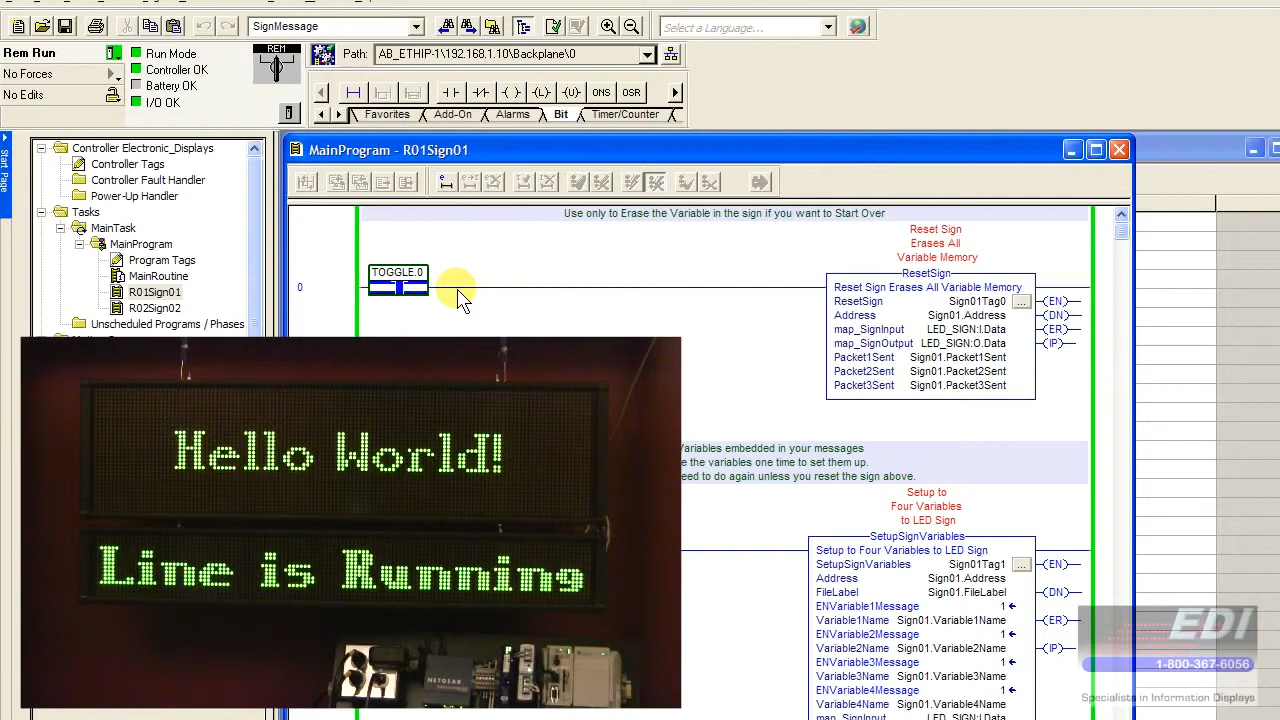 SignMessage
Select a Language...
Rem Run
No Forces
No Edits
Run Mode
Controller OK
Battery OK
I/O OK
REM
Path: AB_ETHIP-1\192.168.1.10\Backplane\0
ONS OSR
Favorites Add-On Alarms Bit Timer/Counter
Start Page
Controller Electronic_Displays
Controller Tags
Controller Fault Handler
Power-Up Handler
Tasks
MainTask
MainProgram
Program Tags
MainRoutine
R01Sign01
R02Sign02
Unscheduled Programs / Phases
MainProgram - R01Sign01
Use only to Erase the Variable in the sign if you want to Start Over
Reset Sign
Erases All
Variable Memory
TOGGLE.0
0
ResetSign
Reset Sign Erases All Variable Memory
ResetSign Sign01Tag0 ... (EN)
Address Sign01.Address (DN)
map_SignInput LED_SIGN:I.Data (ER)
map_SignOutput LED_SIGN:O.Data (IP)
Packet1Sent Sign01.Packet1Sent
Packet2Sent Sign01.Packet2Sent
Packet3Sent Sign01.Packet3Sent
Variables embedded in your messages
e the variables one time to set them up.
eed to do again unless you reset the sign above.
Setup to
Four Variables
to LED Sign
SetupSignVariables
Setup to Four Variables to LED Sign
SetupSignVariables Sign01Tag1 ... (EN)
Address Sign01.Address
FileLabel Sign01.FileLabel (DN)
ENVariable1Message 1
Variable1Name Sign01.Variable1Name (ER)
ENVariable2Message 1
Variable2Name Sign01.Variable2Name (IP)
ENVariable3Message 1
Variable3Name Sign01.Variable3Name
ENVariable4Message 1
Variable4Name Sign01.Variable4Name
Hello World!
Line is Running
NETGEAR
EDI
1-800-367-6056
Specialists in Information Displays